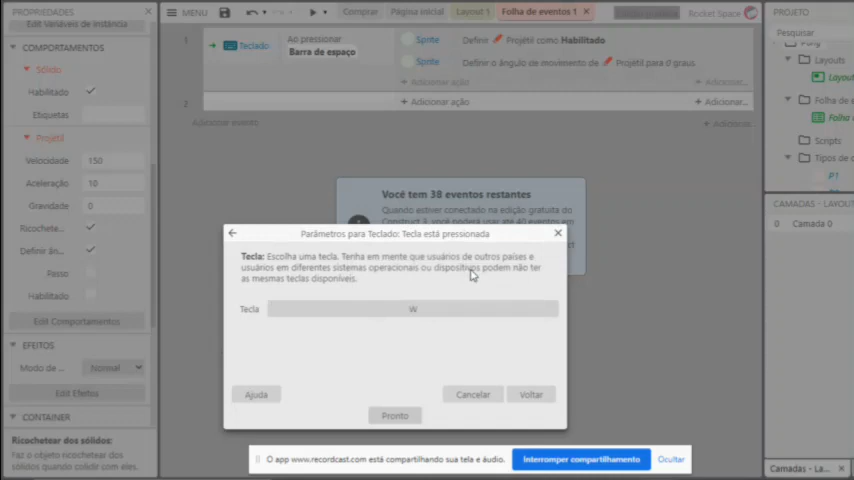 PROPRIEDADES
Edit Variáveis de instância
COMPORTAMENTOS
Sólido
Habilitado
Etiquetas
Projétil
Velocidade 150
Aceleração 10
Gravidade 0
Ricochete...
Definir ân...
Passo
Habilitado
Edit Comportamentos
EFEITOS
Modo de ... Normal
Edit Efeitos
CONTAINER
Ricochetear dos sólidos:
Faz o objeto ricochetear dos
sólidos quando colidir com eles.
MENU
Comprar
Página inicial
Layout 1
Folha de eventos 1
Rocket Space
1
Teclado
Ao pressionar
Barra de espaço
Sprite Definir Projétil como Habilitado
Sprite Definir o ângulo de movimento de Projétil para 0 graus
+ Adicionar ação + Adicionar...
2
+ Adicionar ação + Adicionar...
Adicionar evento + Adicionar...
Você tem 38 eventos restantes
Quando estiver conectado na edição gratuita do
Construct 3, você poderá usar até 40 eventos em
Parâmetros para Teclado: Tecla está pressionada
Tecla: Escolha uma tecla. Tenha em mente que usuários de outros países e
usuários em diferentes sistemas operacionais ou dispositivos podem não ter
as mesmas teclas disponíveis.
Tecla W
Ajuda Cancelar Voltar
Pronto
O app www.recordcast.com está compartilhando sua tela e áudio. Interromper compartilhamento Ocultar
PROJETO
Pesquisar
Layouts
Layout
Folha de e
Folha
Scripts
Tipos de o
P1
CAMADAS - LAYOUT
0 Camada 0
Camadas - La...